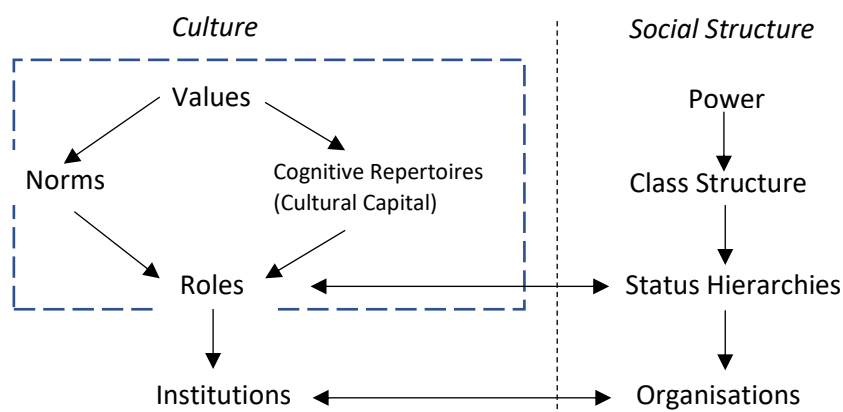 Culture
Social Structure
Values
Power
Norms
Cognitive Repertoires
(Cultural Capital)
Class Structure
Roles
Status Hierarchies
Institutions
Organisations